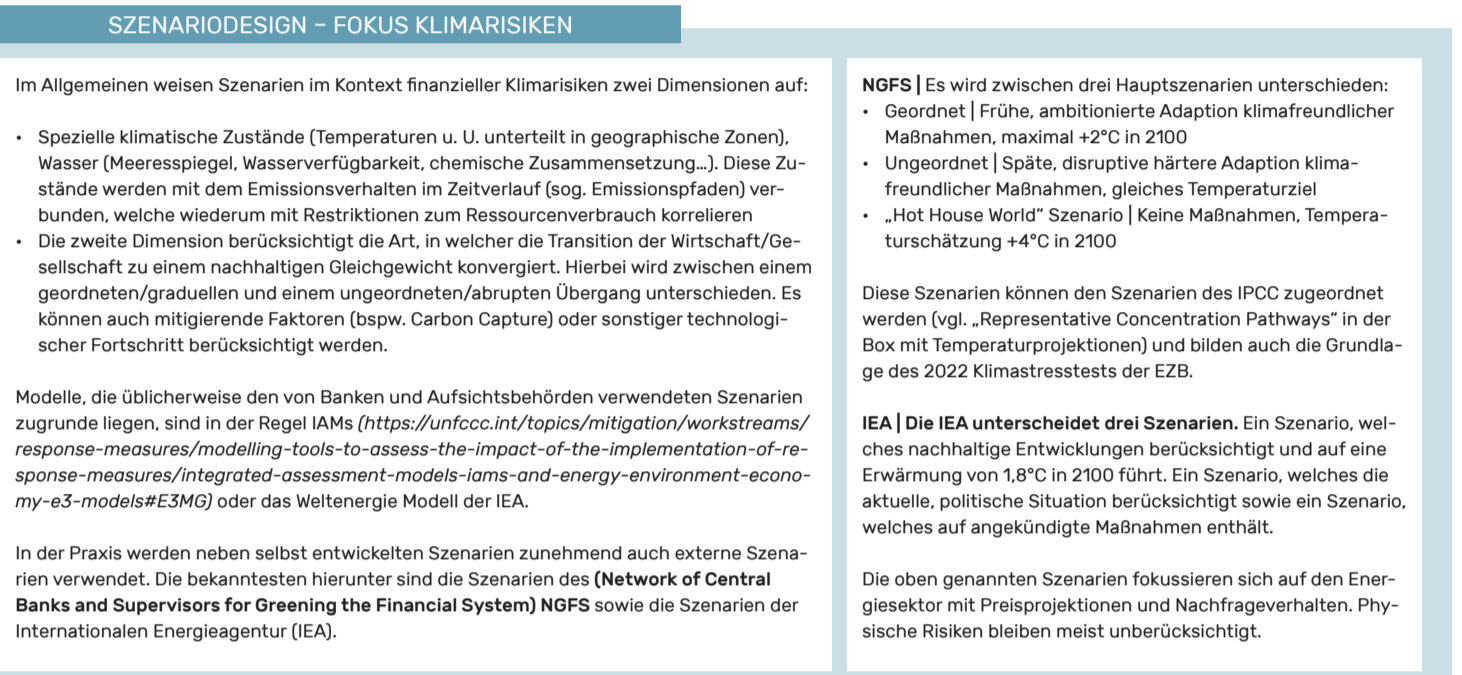 SZENARIODESIGN – FOKUS KLIMARISIKEN
Im Allgemeinen weisen Szenarien im Kontext finanzieller Klimarisiken zwei Dimensionen auf:
• Spezielle klimatische Zustände (Temperaturen u. U. unterteilt in geographische Zonen),
Wasser (Meeresspiegel, Wasserverfügbarkeit, chemische Zusammensetzung…). Diese Zu-
stände werden mit dem Emissionsverhalten im Zeitverlauf (sog. Emissionspfaden) ver-
bunden, welche wiederum mit Restriktionen zum Ressourcenverbrauch korrelieren
• Die zweite Dimension berücksichtigt die Art, in welcher die Transition der Wirtschaft/Ge-
sellschaft zu einem nachhaltigen Gleichgewicht konvergiert. Hierbei wird zwischen einem
geordneten/graduellen und einem ungeordneten/abrupten Übergang unterschieden. Es
können auch mitigierende Faktoren (bspw. Carbon Capture) oder sonstiger technologi-
scher Fortschritt berücksichtigt werden.
Modelle, die üblicherweise den von Banken und Aufsichtsbehörden verwendeten Szenarien
zugrunde liegen, sind in der Regel IAMs (https://unfccc.int/topics/mitigation/workstreams/
response-measures/modelling-tools-to-assess-the-impact-of-the-implementation-of-re-
sponse-measures/integrated-assessment-models-iams-and-energy-environment-econo-
my-e3-models#E3MG) oder das Weltenergie Modell der IEA.
In der Praxis werden neben selbst entwickelten Szenarien zunehmend auch externe Szena-
rien verwendet. Die bekanntesten hierunter sind die Szenarien des (Network of Central
Banks and Supervisors for Greening the Financial System) NGFS sowie die Szenarien der
Internationalen Energieagentur (IEA).
NGFS | Es wird zwischen drei Hauptszenarien unterschieden:
• Geordnet | Frühe, ambitionierte Adaption klimafreundlicher
Maßnahmen, maximal +2°C in 2100
• Ungeordnet | Späte, disruptive härtere Adaption klima-
freundlicher Maßnahmen, gleiches Temperaturziel
• „Hot House World“ Szenario | Keine Maßnahmen, Tempera-
turschätzung +4°C in 2100
Diese Szenarien können den Szenarien des IPCC zugeordnet
werden (vgl. „Representative Concentration Pathways“ in der
Box mit Temperaturprojektionen) und bilden auch die Grundla-
ge des 2022 Klimastresstests der EZB.
IEA | Die IEA unterscheidet drei Szenarien. Ein Szenario, wel-
ches nachhaltige Entwicklungen berücksichtigt und auf eine
Erwärmung von 1,8°C in 2100 führt. Ein Szenario, welches die
aktuelle, politische Situation berücksichtigt sowie ein Szenario,
welches auf angekündigte Maßnahmen enthält.
Die oben genannten Szenarien fokussieren sich auf den Ener-
giesektor mit Preisprojektionen und Nachfrageverhalten. Phy-
sische Risiken bleiben meist unberücksichtigt.